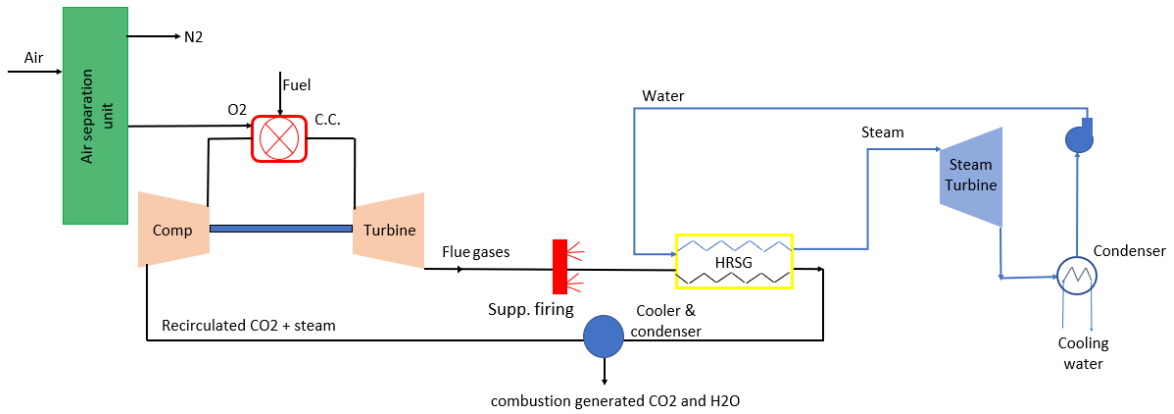 Air
Air separation
unit
N2
O2
Fuel
C.C.
Comp
Turbine
Flue gases
Supp. firing
HRSG
Water
Steam
Steam
Turbine
Condenser
Cooling
water
Recirculated CO2 + steam
Cooler &
condenser
combustion generated CO2 and H2O